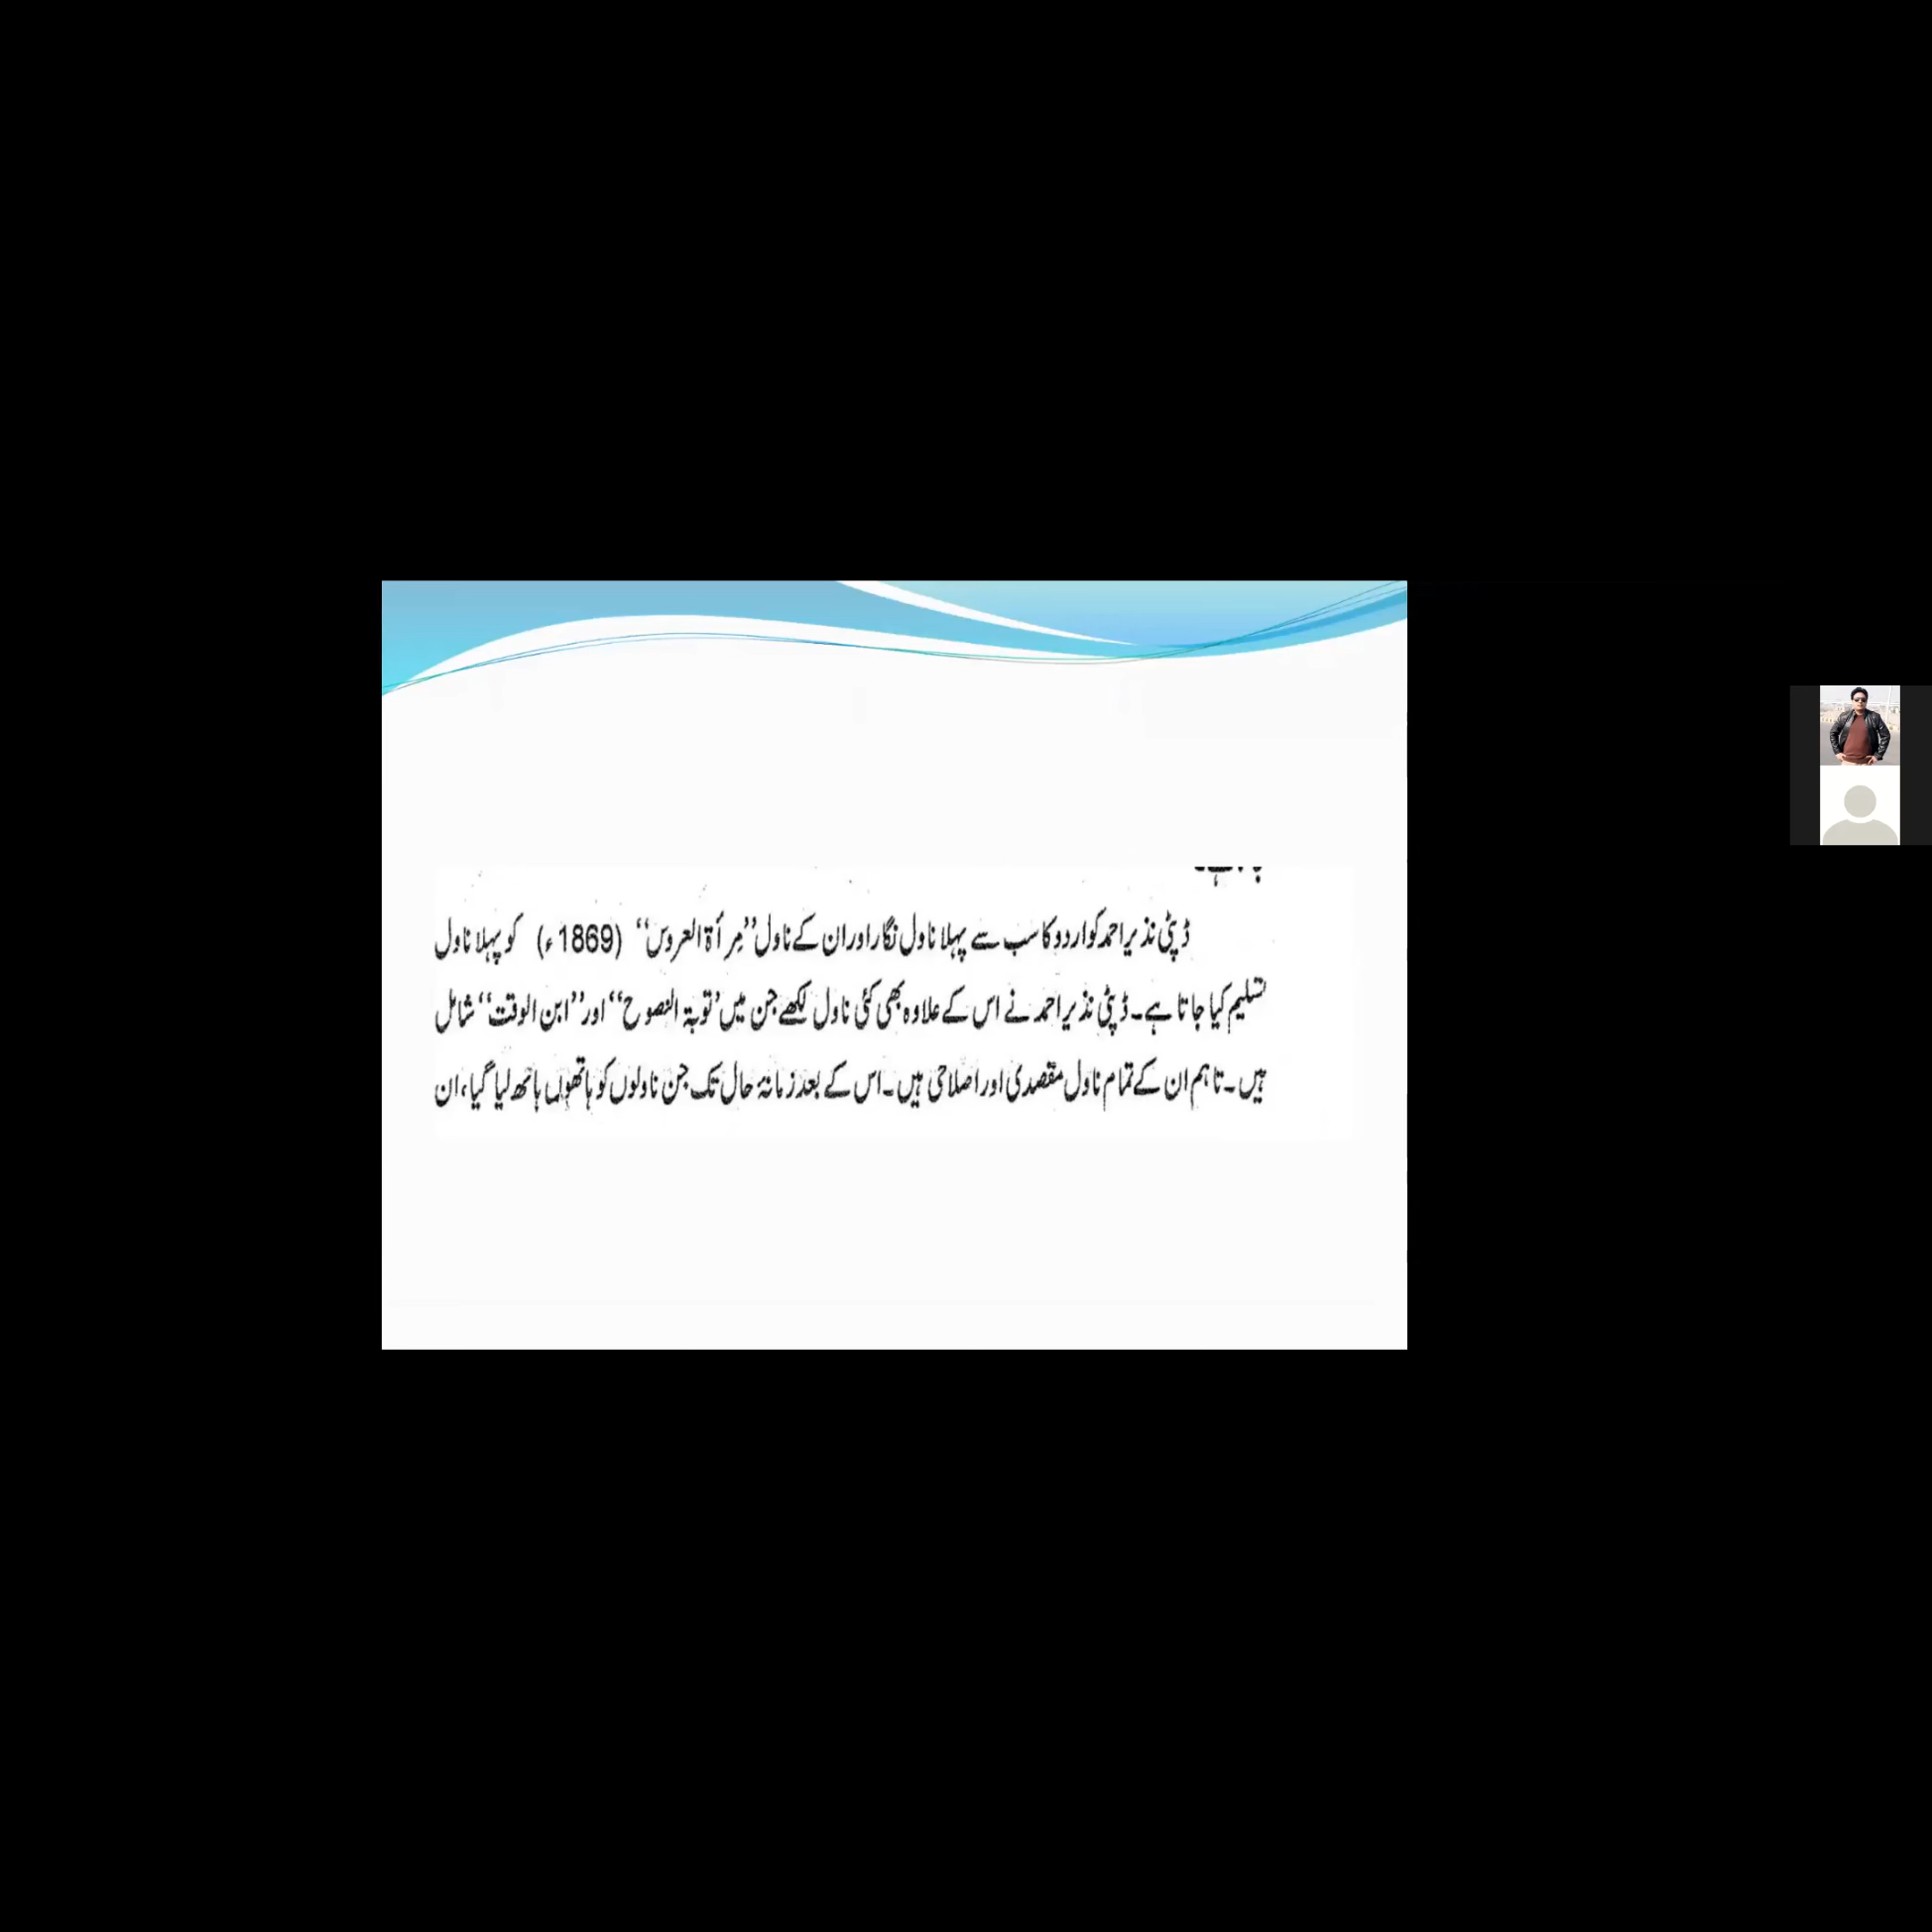 ڈپٹی نذیر احمد کو اردو کا سب سے پہلا ناول نگار اور ان کے ناول ’’مِرأۃ العروس‘‘ (1869ء) کو پہلا ناول
تسلیم کیا جاتا ہے۔ ڈپٹی نذیر احمد نے اس کے علاوہ بھی کئی ناول لکھے جن میں ’توبۃ النصوح‘‘ اور ’’ابن الوقت‘‘ شامل
ہیں۔ تاہم ان کے تمام ناول مقصدی اور اصلاحی ہیں۔ اس کے بعد زمانۂ حال تک جن ناولوں کو ہاتھوں ہاتھ لیا گیا، ان